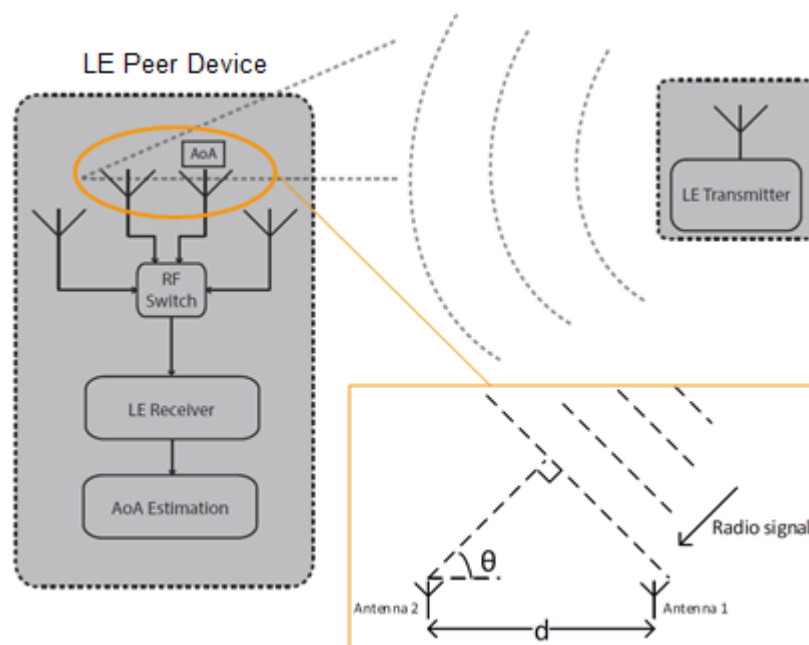 LE Peer Device
AoA
LE Transmitter
RF
Switch
LE Receiver
AoA Estimation
Radio signal
θ
Antenna 2
Antenna 1
d